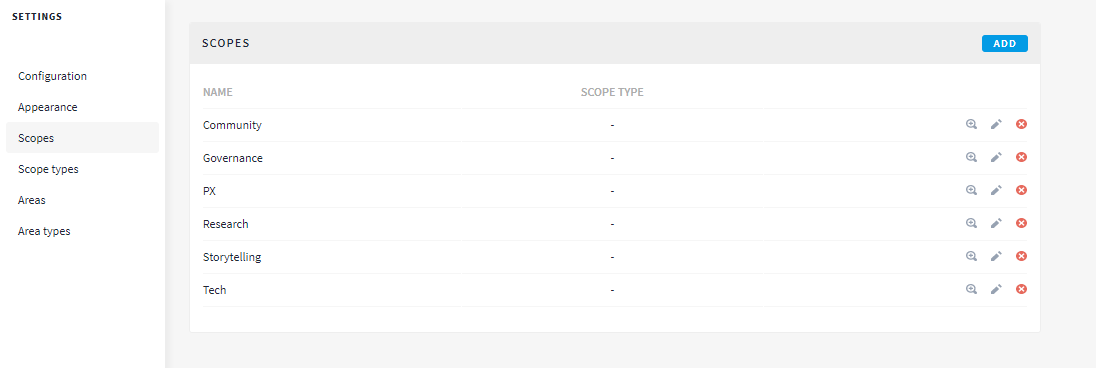 SETTINGS
Configuration
Appearance
Scopes
Scope types
Areas
Area types
SCOPES ADD
NAME SCOPE TYPE
Community -
Governance -
PX -
Research -
Storytelling -
Tech -